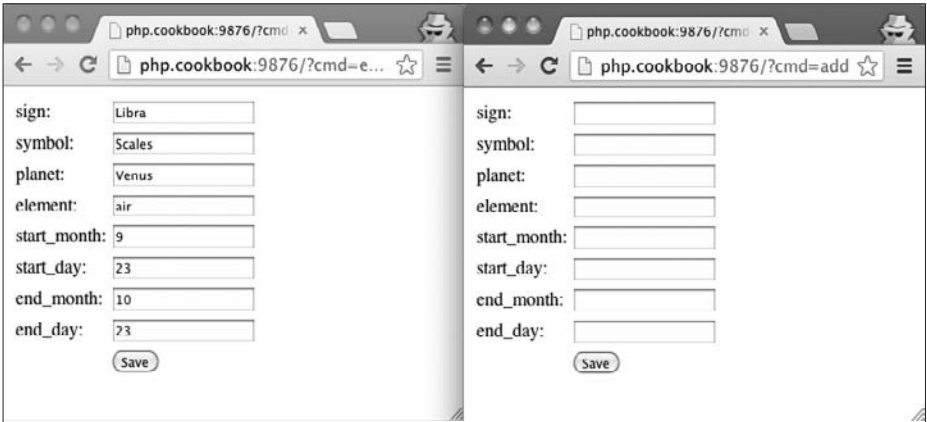 php.cookbook:9876/?cmd ×
php.cookbook:9876/?cmd=e...
sign: Libra
symbol: Scales
planet: Venus
element: air
start_month: 9
start_day: 23
end_month: 10
end_day: 23
Save
php.cookbook:9876/?cmd ×
php.cookbook:9876/?cmd=add
sign:
symbol:
planet:
element:
start_month:
start_day:
end_month:
end_day:
Save